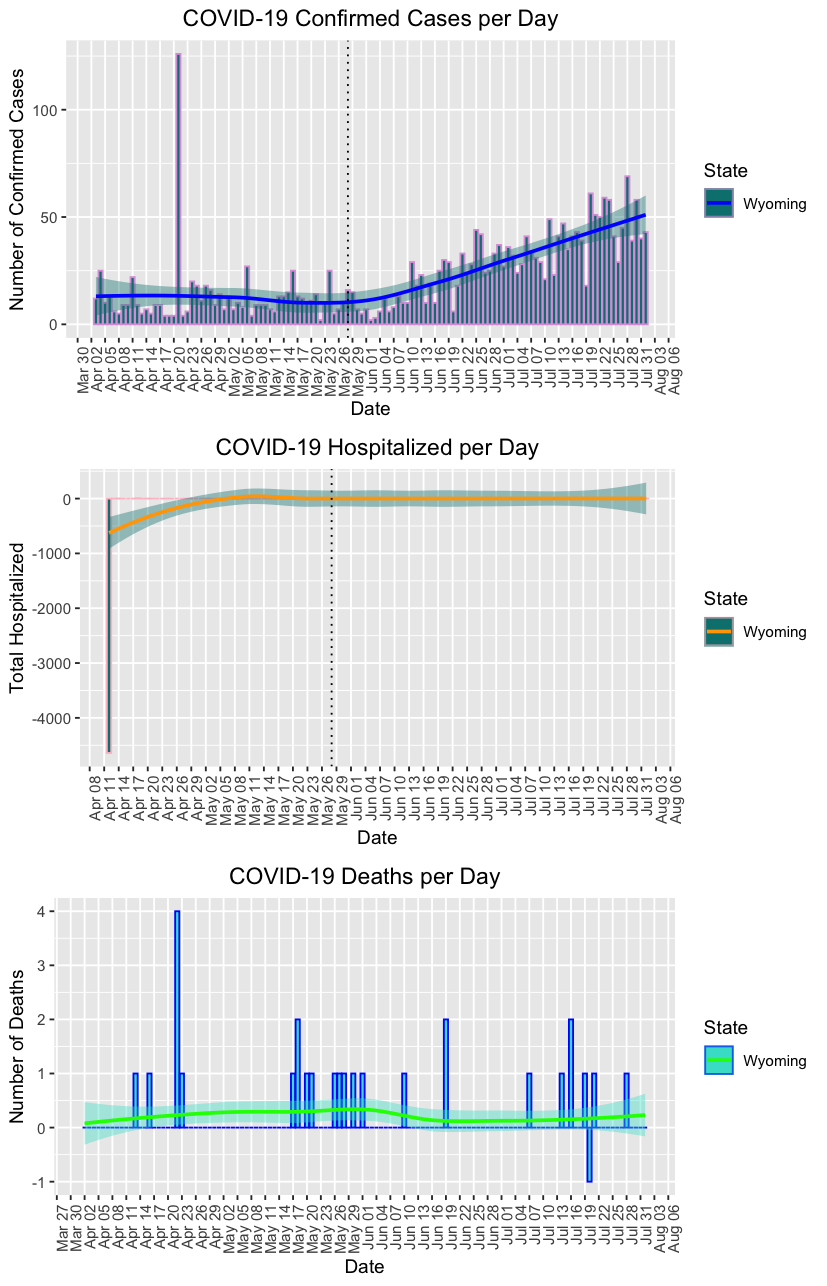 COVID-19 Confirmed Cases per Day
Number of Confirmed Cases
100
50
0
Mar 30
Apr 02
Apr 05
Apr 08
Apr 11
Apr 14
Apr 17
Apr 20
Apr 23
Apr 26
Apr 29
May 02
May 05
May 08
May 11
May 14
May 17
May 20
May 23
May 26
May 29
Jun 01
Jun 04
Jun 07
Jun 10
Jun 13
Jun 16
Jun 19
Jun 22
Jun 25
Jun 28
Jul 01
Jul 04
Jul 07
Jul 10
Jul 13
Jul 16
Jul 19
Jul 22
Jul 25
Jul 28
Jul 31
Aug 03
Aug 06
Date
State
Wyoming
COVID-19 Hospitalized per Day
Total Hospitalized
0
-1000
-2000
-3000
-4000
Apr 08
Apr 11
Apr 14
Apr 17
Apr 20
Apr 23
Apr 26
Apr 29
May 02
May 05
May 08
May 11
May 14
May 17
May 20
May 23
May 26
May 29
Jun 01
Jun 04
Jun 07
Jun 10
Jun 13
Jun 16
Jun 19
Jun 22
Jun 25
Jun 28
Jul 01
Jul 04
Jul 07
Jul 10
Jul 13
Jul 16
Jul 19
Jul 22
Jul 25
Jul 28
Jul 31
Aug 03
Aug 06
Date
State
Wyoming
COVID-19 Deaths per Day
Number of Deaths
4
3
2
1
0
-1
Mar 27
Mar 30
Apr 02
Apr 05
Apr 08
Apr 11
Apr 14
Apr 17
Apr 20
Apr 23
Apr 26
Apr 29
May 02
May 05
May 08
May 11
May 14
May 17
May 20
May 23
May 26
May 29
Jun 01
Jun 04
Jun 07
Jun 10
Jun 13
Jun 16
Jun 19
Jun 22
Jun 25
Jun 28
Jul 01
Jul 04
Jul 07
Jul 10
Jul 13
Jul 16
Jul 19
Jul 22
Jul 25
Jul 28
Jul 31
Aug 03
Aug 06
Date
State
Wyoming